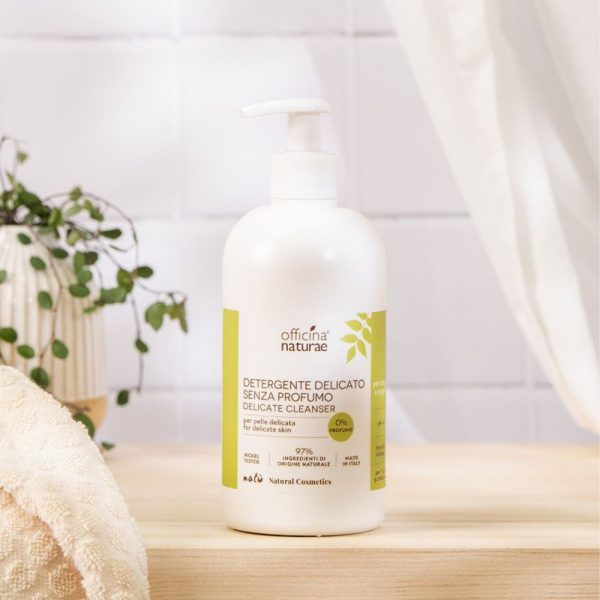 officina
naturae
DETERGENTE DELICATO
SENZA PROFUMO
DELICATE CLEANSER
per pelle delicata
for delicate skin
0%
PROFUMO
NICKEL
TESTED
97%
INGREDIENTI DI
ORIGINE NATURALE
MADE
IN ITALY
natù Natural Cosmetics